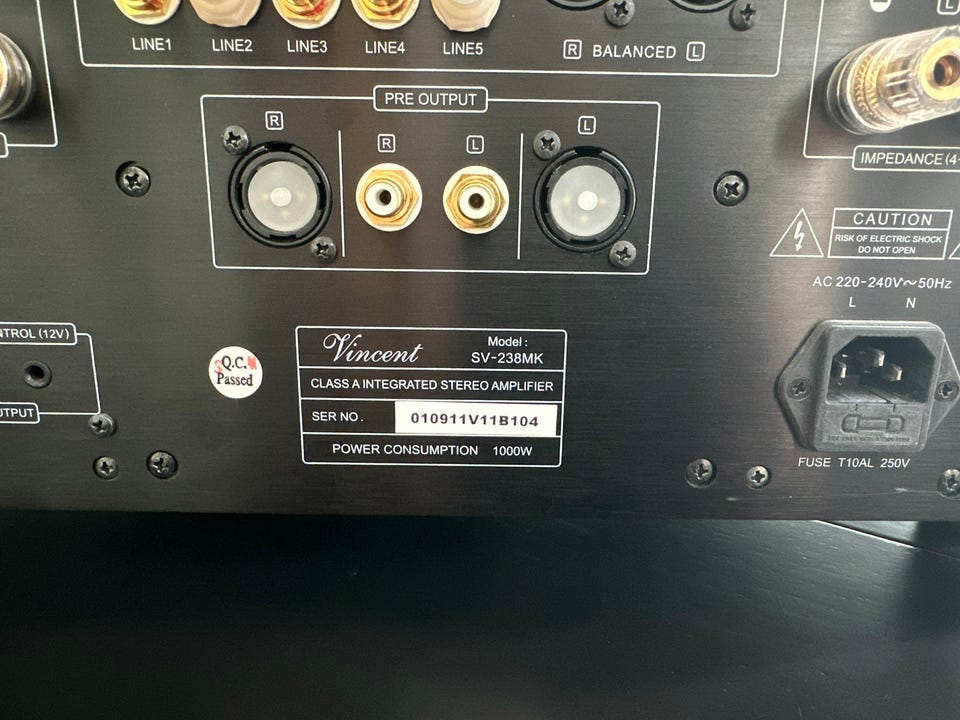 LINE1 LINE2 LINE3 LINE4 LINE5
R BALANCED L
PRE OUTPUT
R R L L
IMPEDANCE (4-
CAUTION
RISK OF ELECTRIC SHOCK
DO NOT OPEN
AC 220-240V～50Hz
L N
NTROL (12V)
UTPUT
Q.C.
Passed
Vincent
Model :
SV-238MK
CLASS A INTEGRATED STEREO AMPLIFIER
SER NO. 010911V11B104
POWER CONSUMPTION 1000W
FUSE T10AL 250V